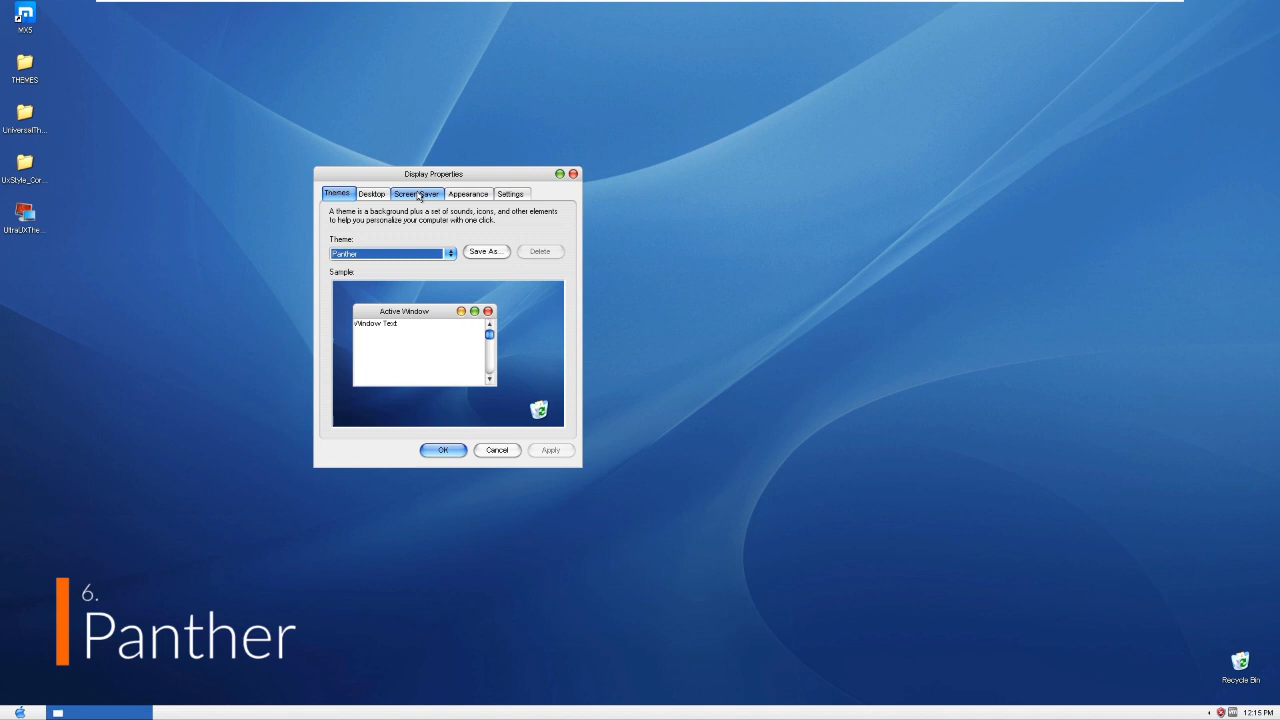 MX5
THEMES
UniversalTh...
UxStyle_Cor...
UltraUXThe...
Display Properties
Themes Desktop Screen Saver Appearance Settings
A theme is a background plus a set of sounds, icons, and other elements
to help you personalize your computer with one click.
Theme:
Panther
Save As...
Delete
Sample:
Active Window
Window Text
OK
Cancel
Apply
6.
Panther
Recycle Bin
12:15 PM